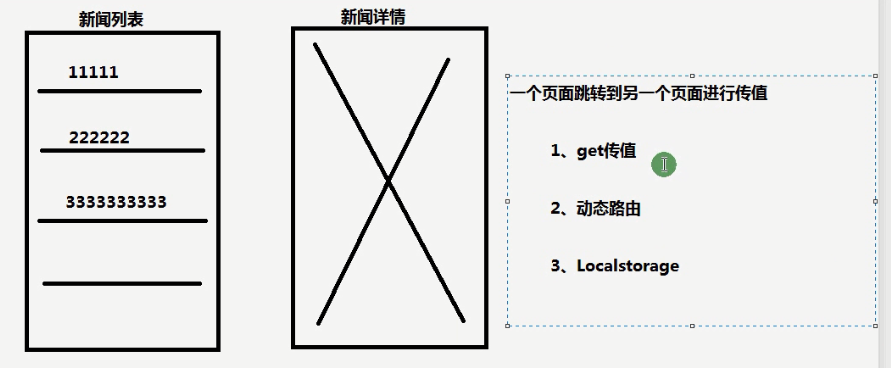 新闻列表
11111
222222
3333333333
新闻详情
一个页面跳转到另一个页面进行传值
1、get传值
2、动态路由
3、Localstorage